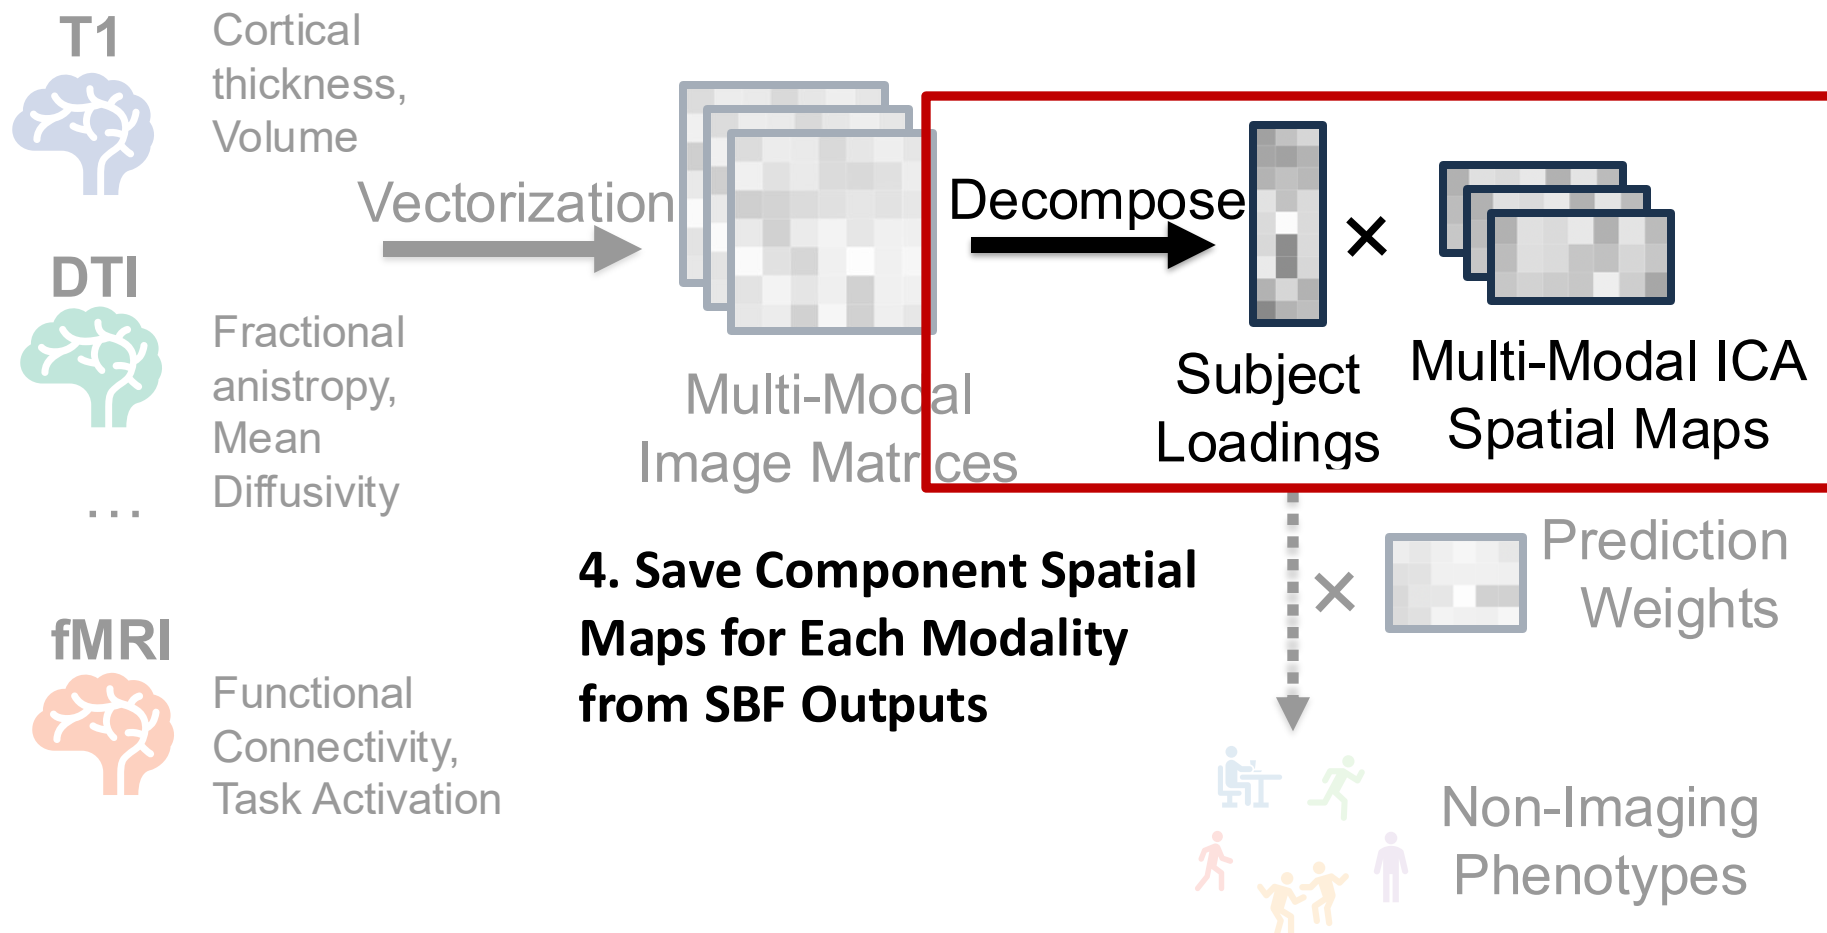 T1
Cortical
thickness,
Volume
DTI
Fractional
anistropy,
Mean
Diffusivity
...
fMRI
Functional
Connectivity,
Task Activation
Vectorization
Multi-Modal
Image Matrices
Decompose
Subject
Loadings
×
Multi-Modal ICA
Spatial Maps
4. Save Component Spatial
Maps for Each Modality
from SBF Outputs
×
Prediction
Weights
Non-Imaging
Phenotypes